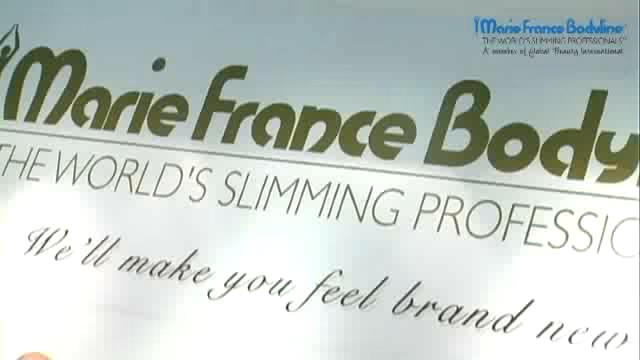 Marie France Bodyline
THE WORLD'S SLIMMING PROFESSIONALS
A member of Global Beauty International
Marie France Body
THE WORLD'S SLIMMING PROFESSIO
We'll make you feel brand new